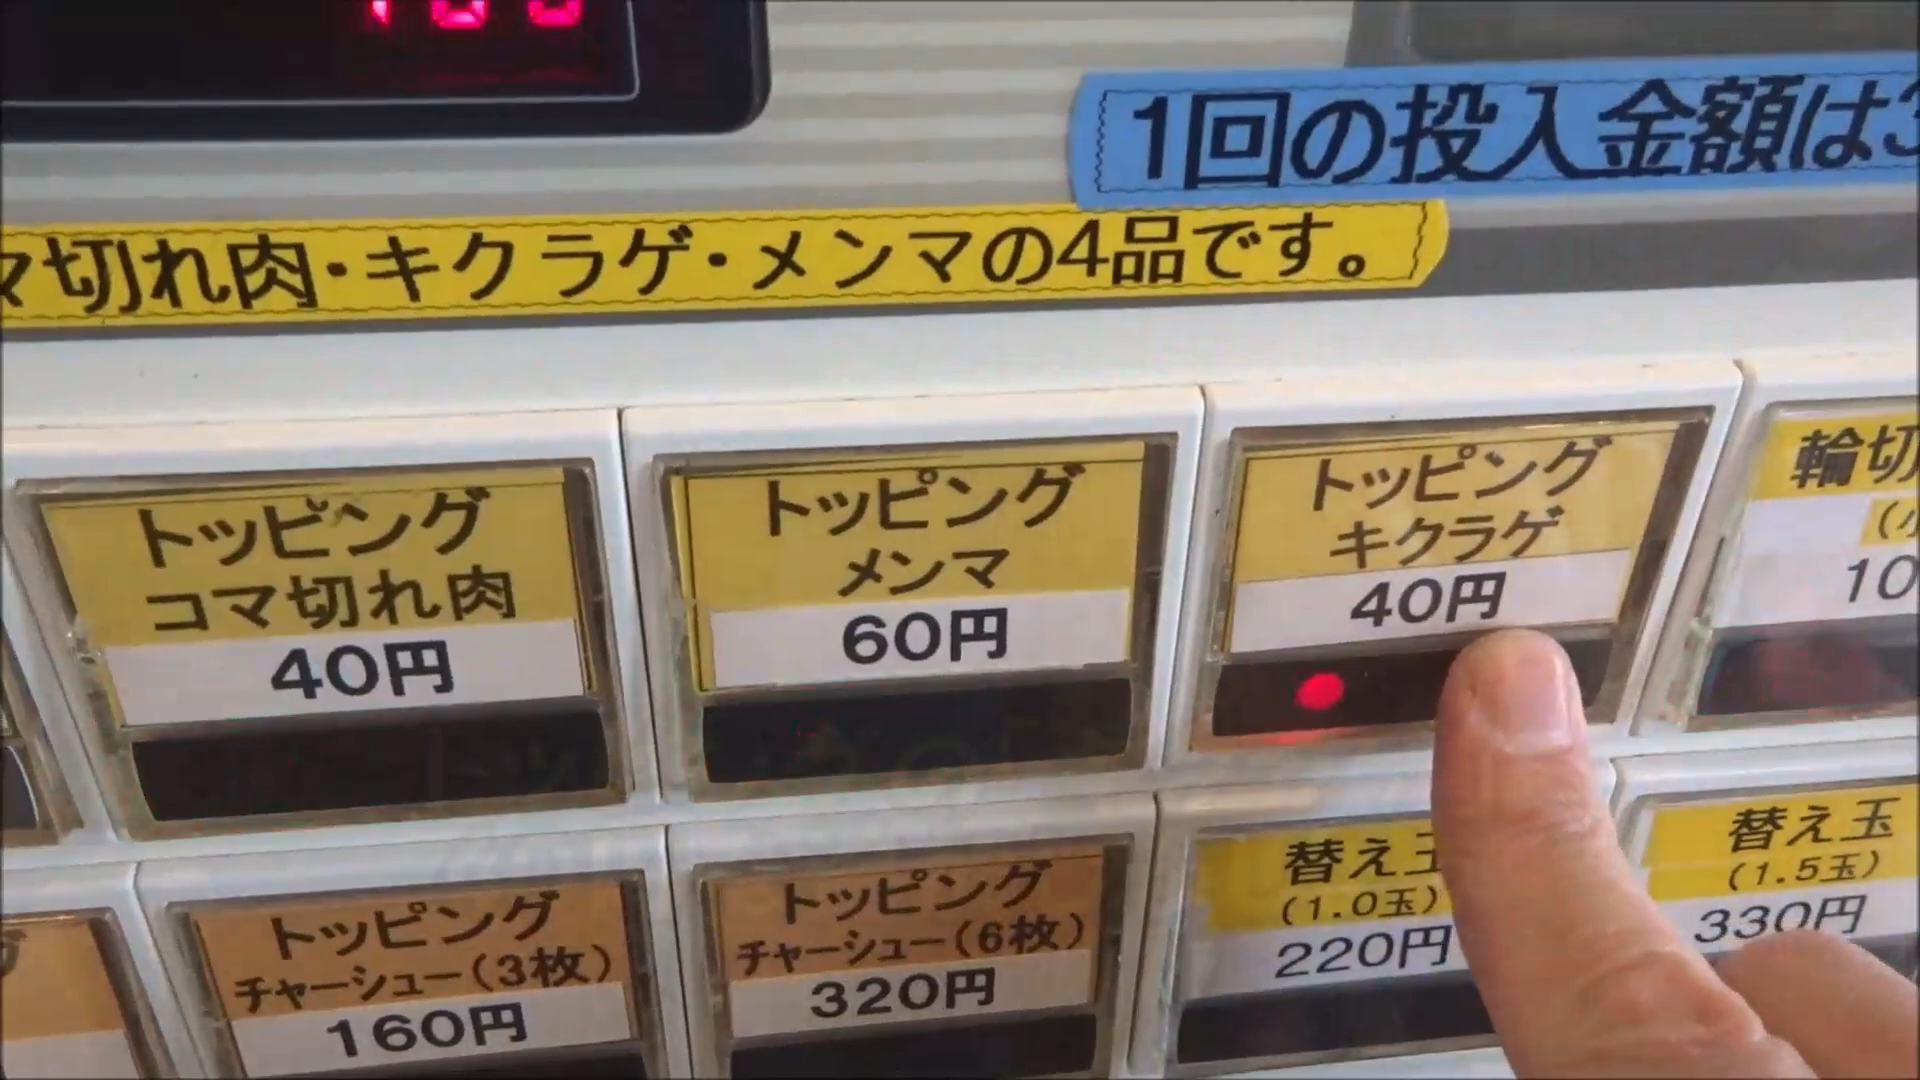 1回の投入金額は
切れ肉・キクラゲ・メンマの4品です。
トッピング
コマ切れ肉
40円
トッピング
メンマ
60円
トッピング
キクラゲ
40円
輪切
10
トッピング
チャーシュー(3枚)
160円
トッピング
チャーシュー(6枚)
320円
替え玉
(1.0玉)
220円
替え玉
(1.5玉)
330円